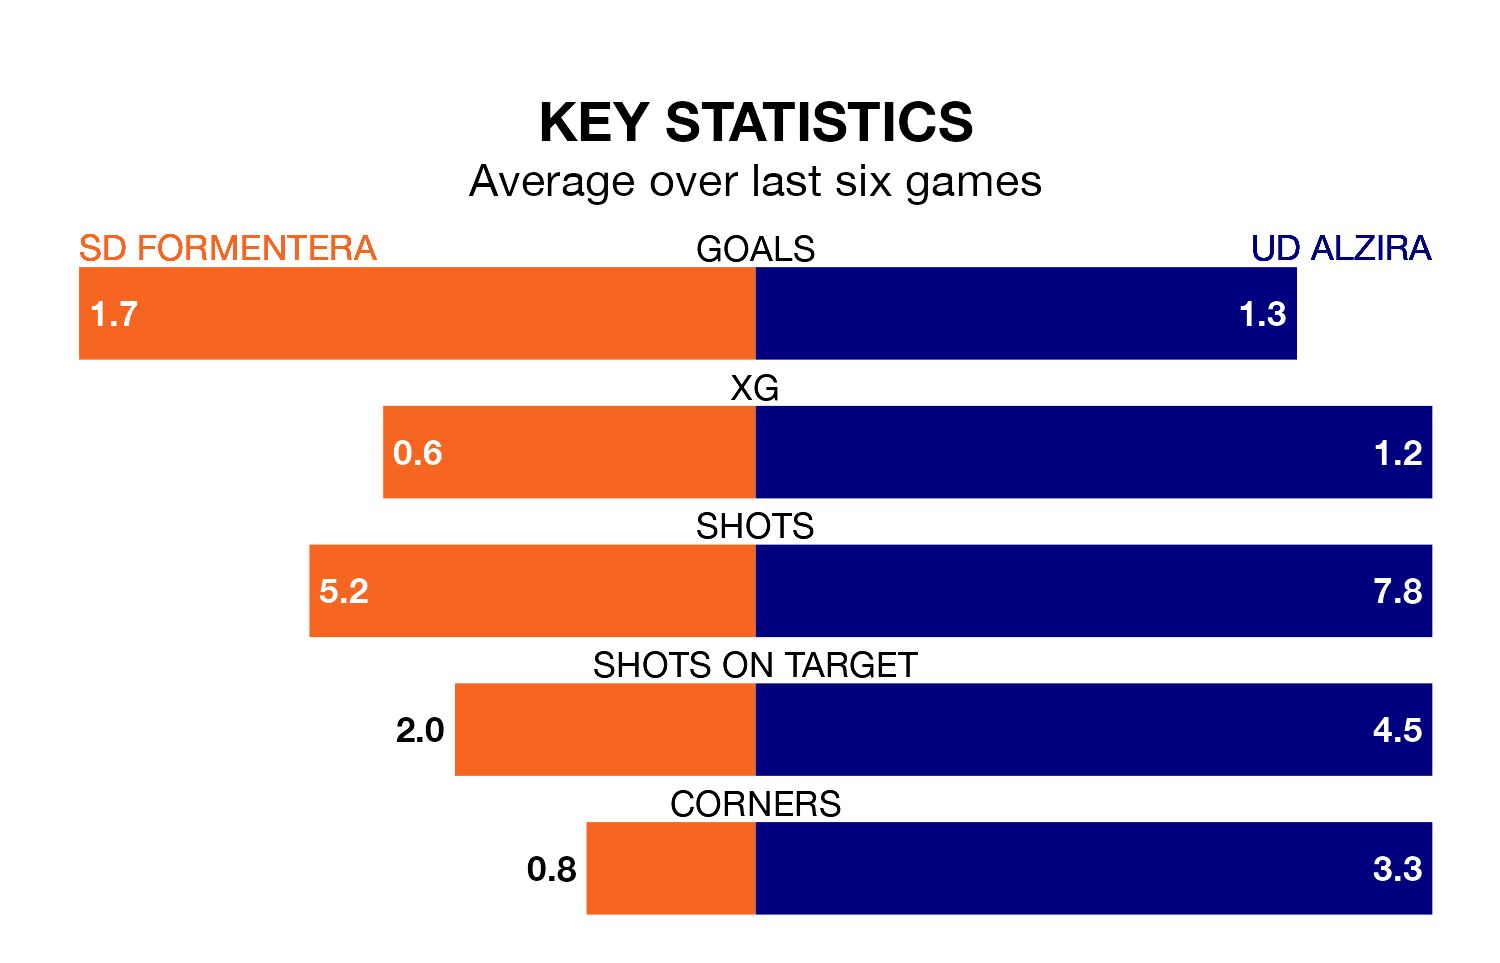 KEY STATISTICS
Average over last six games
SD FORMENTERA GOALS UD ALZIRA
1.7 1.3
XG
0.6 1.2
SHOTS
5.2 7.8
SHOTS ON TARGET
2.0 4.5
CORNERS
0.8 3.3